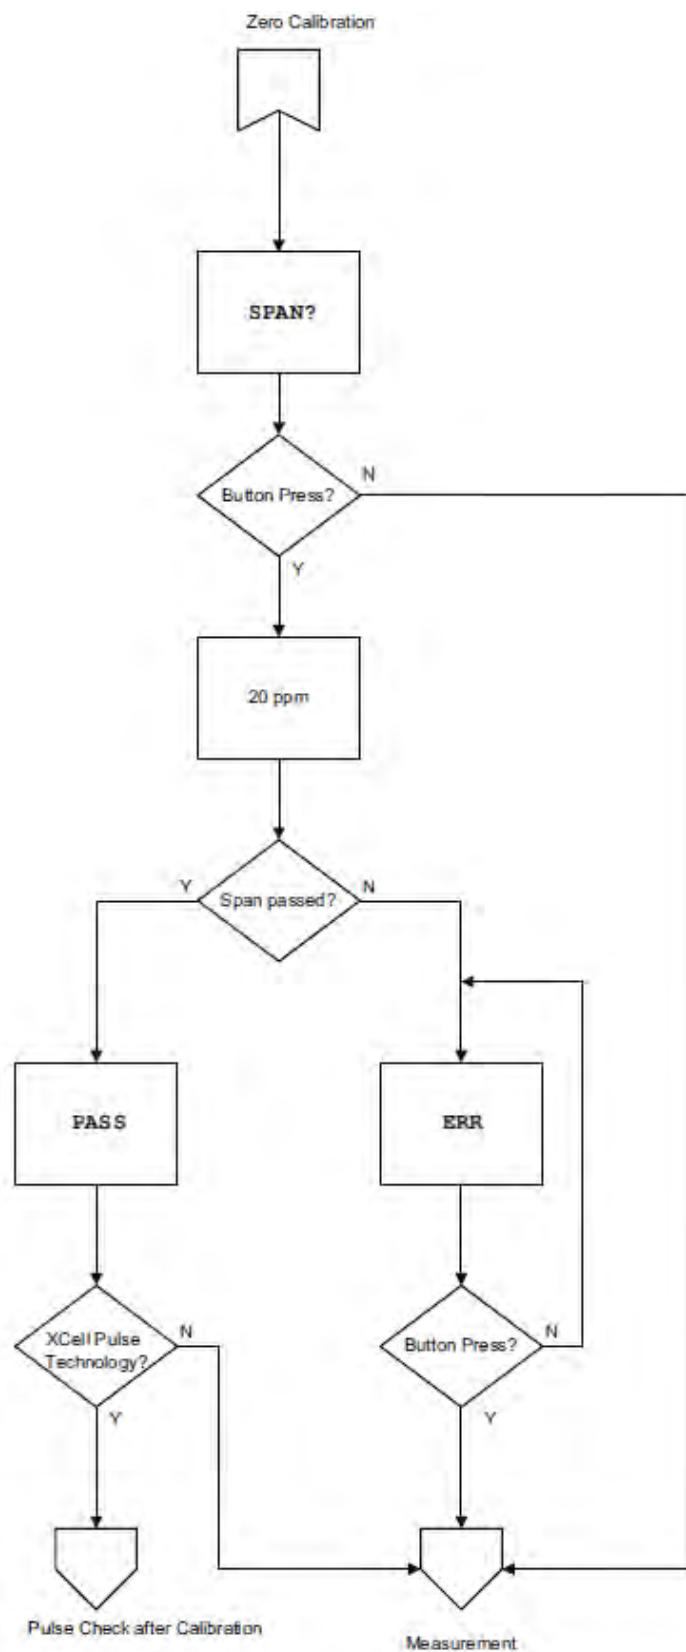 Zero Calibration
SPAN?
Button Press?
N
Y
20 ppm
Y
Span passed?
N
PASS
ERR
XCell Pulse
Technology?
N
Button Press?
N
Y
Y
Pulse Check after Calibration
Measurement